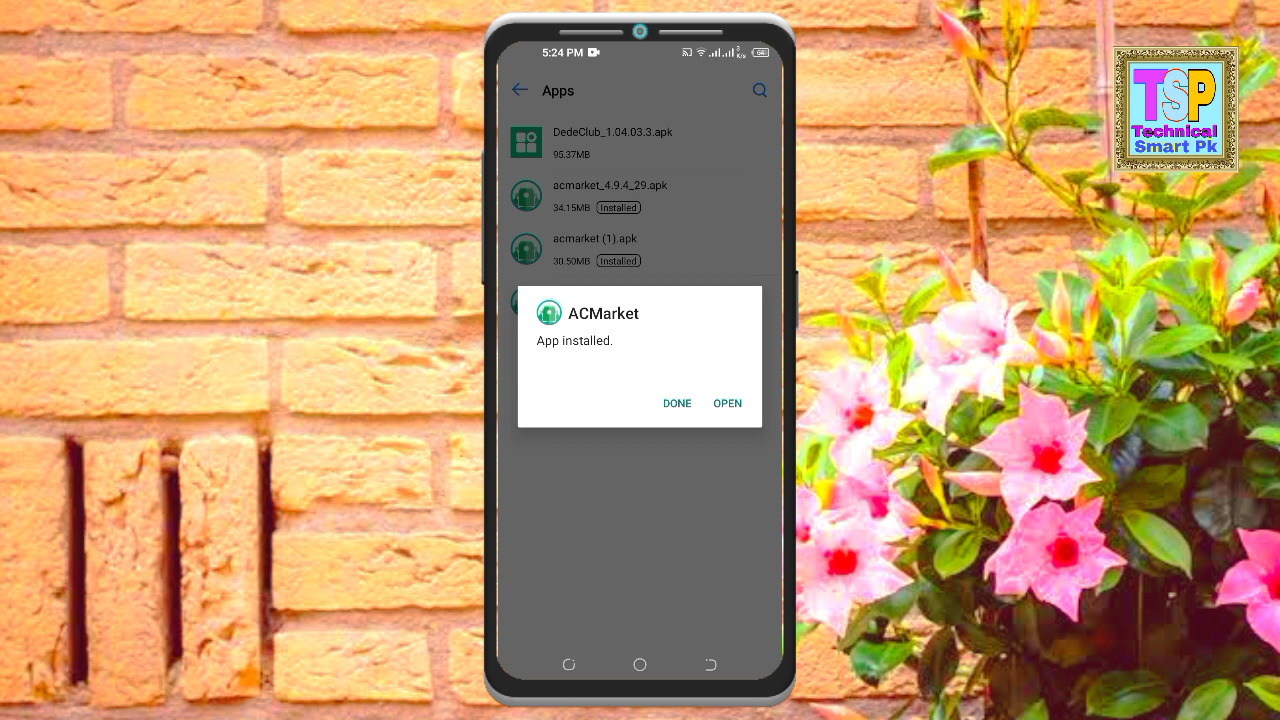 5:24 PM
Apps
DedeClub_1.04.03.3.apk
95.37MB
acmarket_4.9.4_29.apk
34.15MB Installed
acmarket (1).apk
30.50MB Installed
ACMarket
App installed.
DONE OPEN
TSP
Technical
Smart Pk